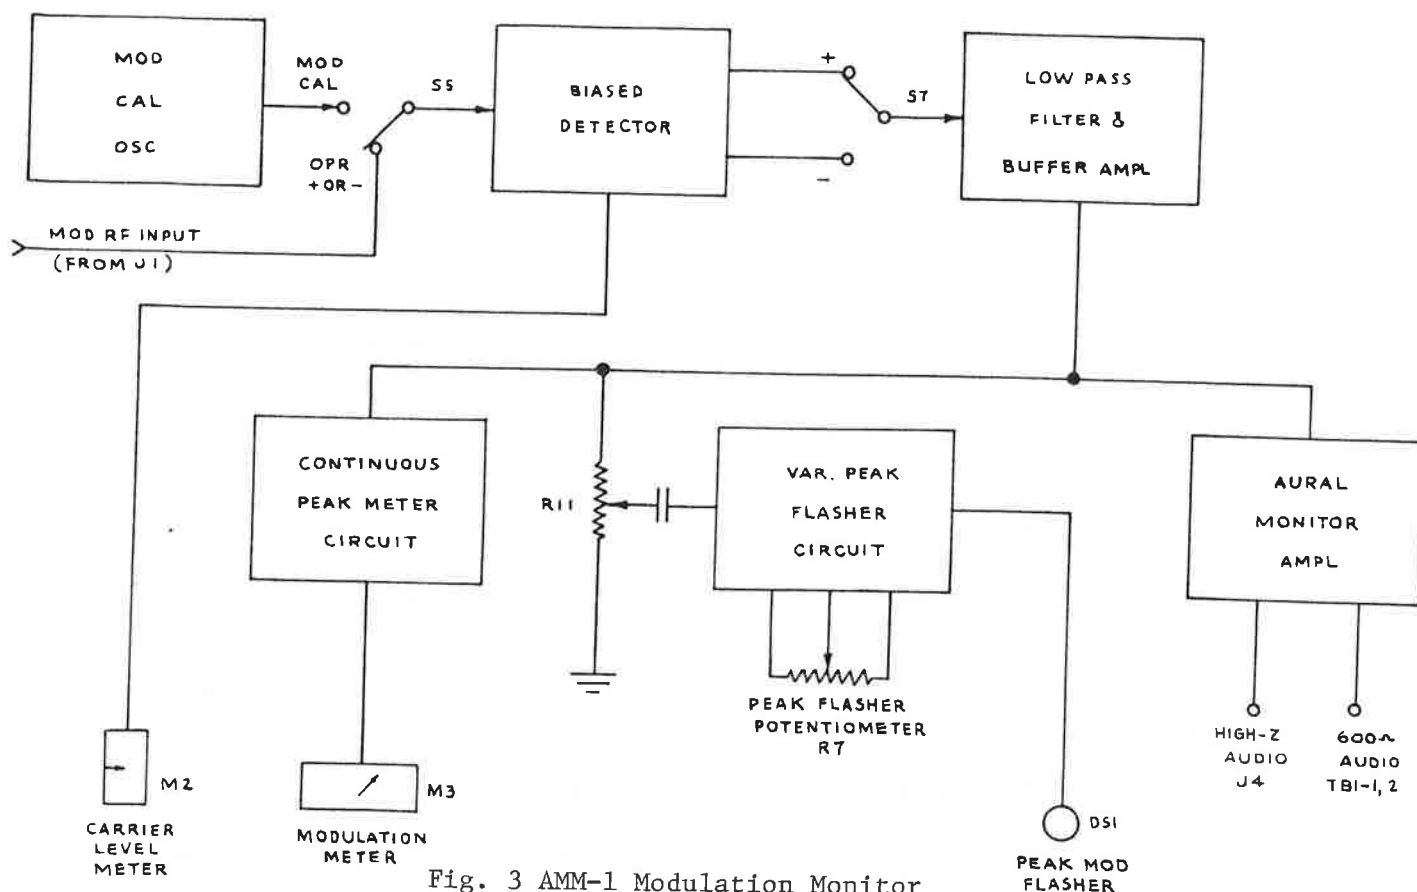 MOD
CAL
OSC
MOD
CAL
S5
OPR
+OR-
MOD RF INPUT
(FROM J1)
BIASED
DETECTOR
+
-
S7
LOW PASS
FILTER &
BUFFER AMPL
CONTINUOUS
PEAK METER
CIRCUIT
R11
VAR. PEAK
FLASHER
CIRCUIT
PEAK FLASHER
POTENTIOMETER
R7
AURAL
MONITOR
AMPL
HIGH-Z
AUDIO
J4
600Ω
AUDIO
TB1-1,2
M2
CARRIER
LEVEL
METER
M3
MODULATION
METER
DS1
PEAK MOD
FLASHER
Fig. 3 AMM-1 Modulation Monitor